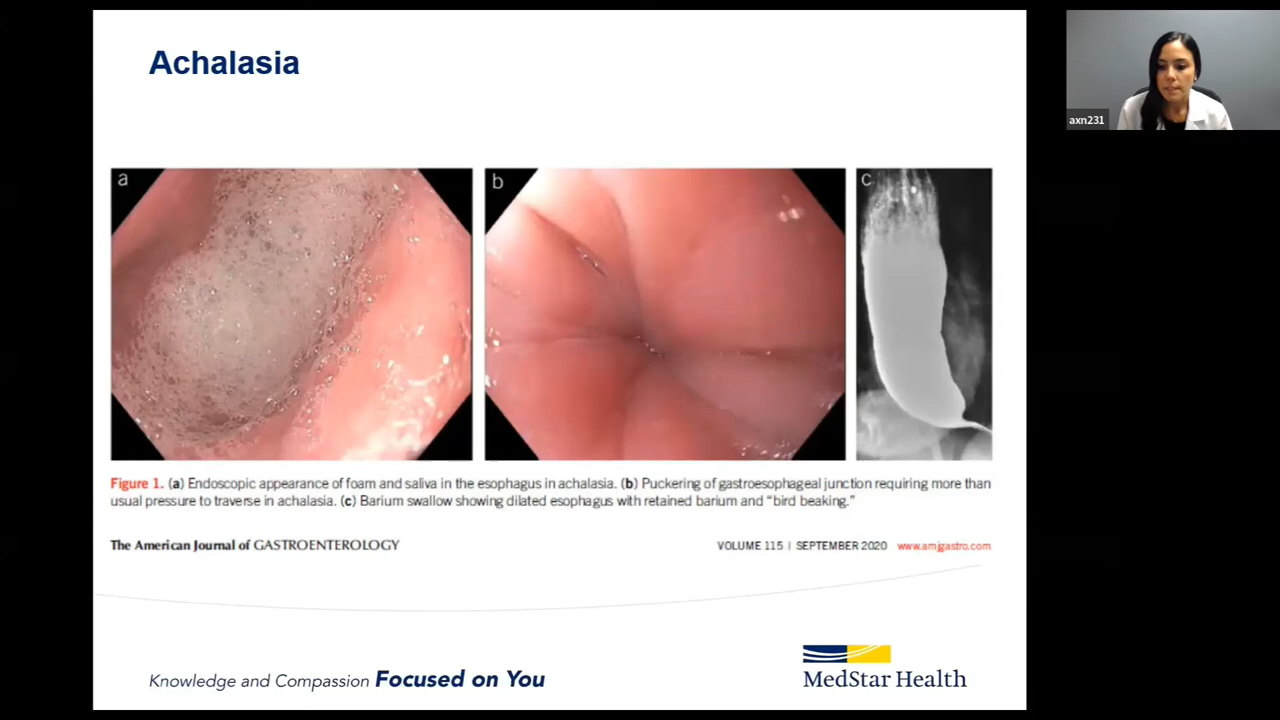 Achalasia
axn231
a
b
c
Figure 1. (a) Endoscopic appearance of foam and saliva in the esophagus in achalasia. (b) Puckering of gastroesophageal junction requiring more than
usual pressure to traverse in achalasia. (c) Barium swallow showing dilated esophagus with retained barium and “bird beaking.”
The American Journal of GASTROENTEROLOGY
VOLUME 115 | SEPTEMBER 2020 www.amjgastro.com
Knowledge and Compassion Focused on You
MedStar Health